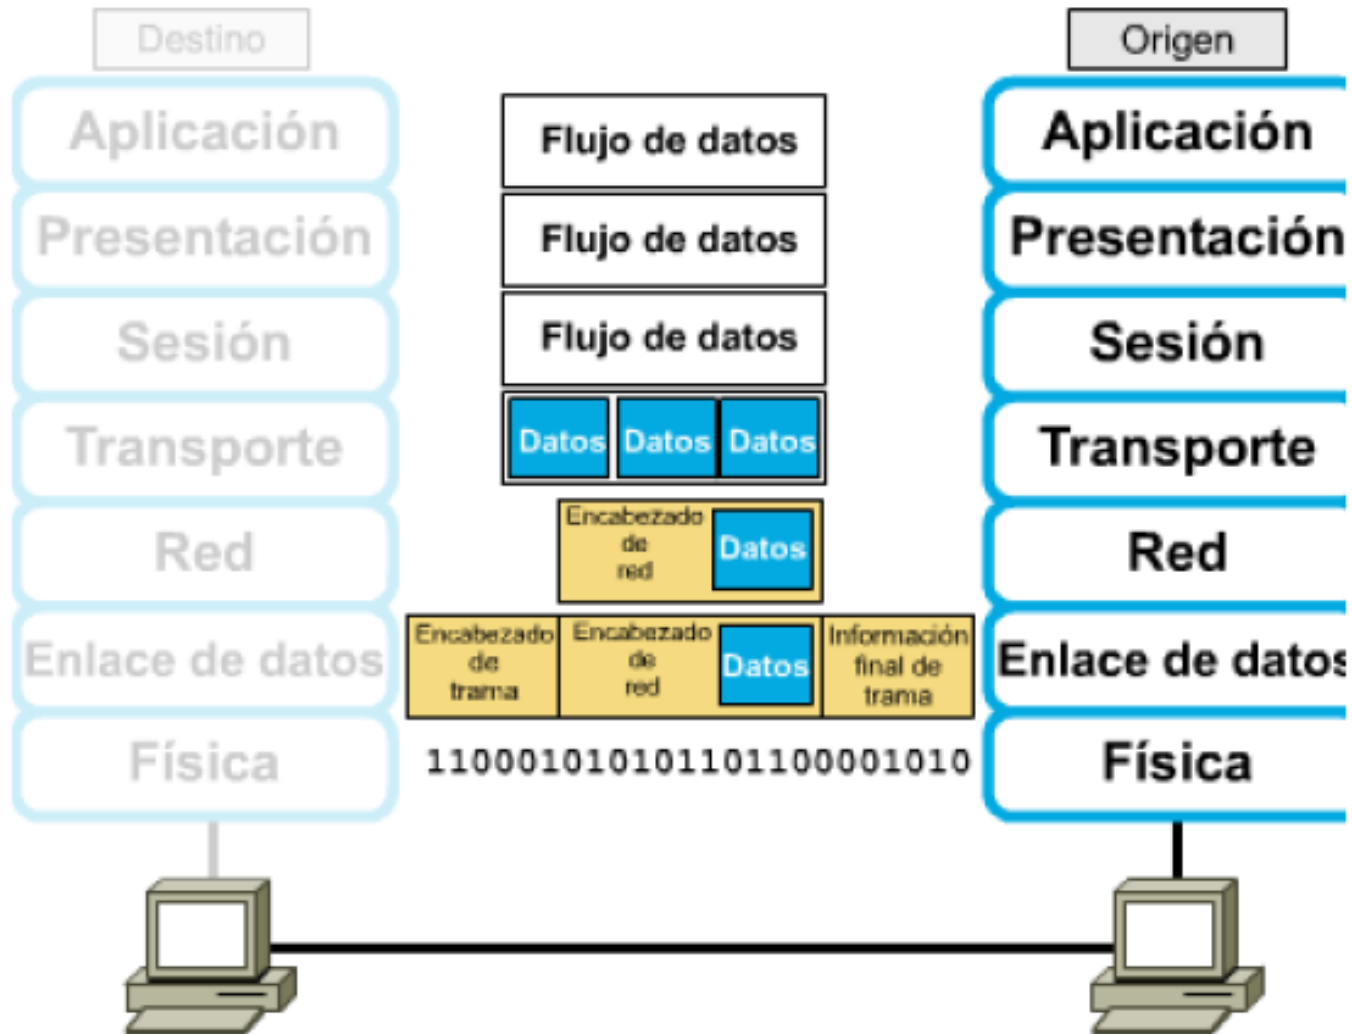 Destino
Origen
Aplicación
Flujo de datos
Aplicación
Presentación
Flujo de datos
Presentación
Sesión
Flujo de datos
Sesión
Transporte
Datos Datos Datos
Transporte
Red
Encabezado
de
red
Datos
Red
Enlace de datos
Encabezado
de
trama
Encabezado
de
red
Datos
Información
final de
trama
Enlace de datos
Física
110001010101101100001010
Física